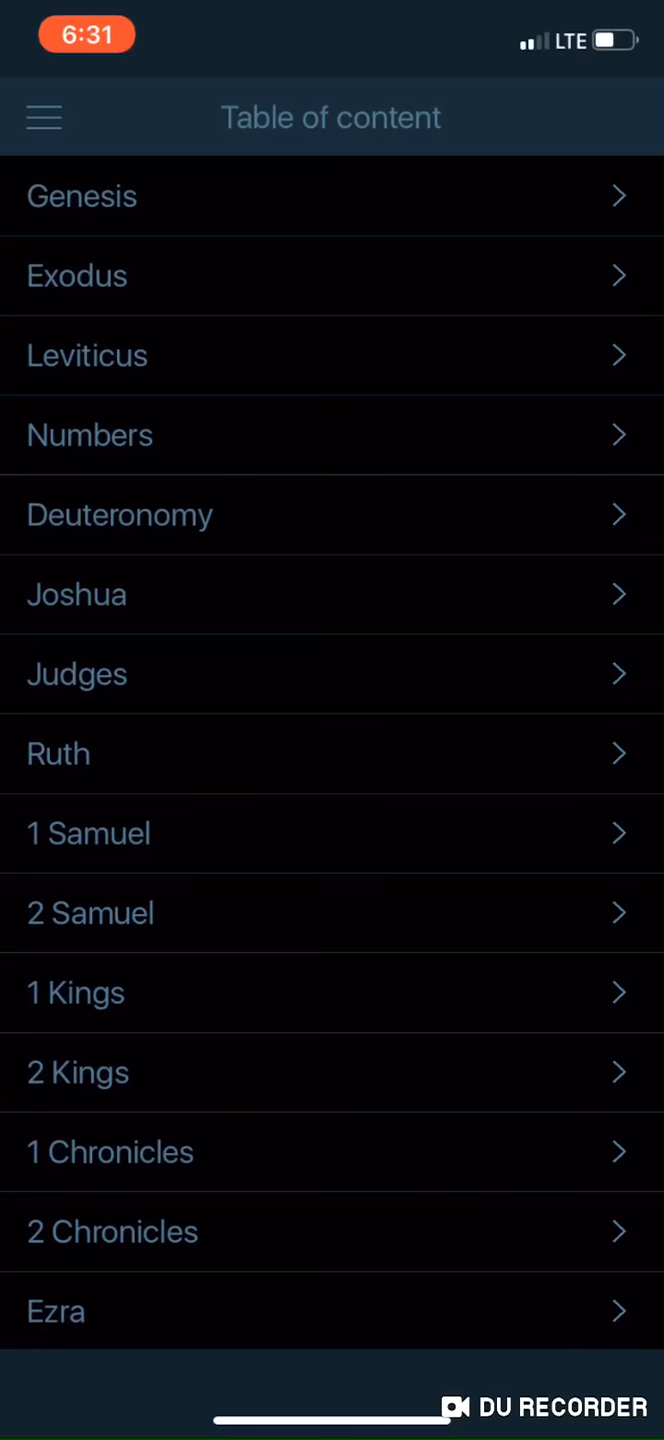 6:31
LTE
Table of content
Genesis
Exodus
Leviticus
Numbers
Deuteronomy
Joshua
Judges
Ruth
1 Samuel
2 Samuel
1 Kings
2 Kings
1 Chronicles
2 Chronicles
Ezra
DU RECORDER